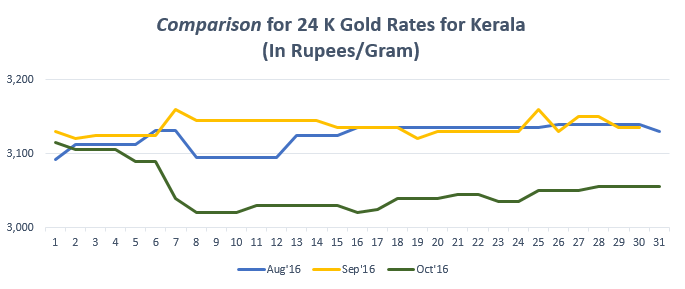 Comparison for 24 K Gold Rates for Kerala
(In Rupees/Gram)
3,200
3,100
3,000
1 2 3 4 5 6 7 8 9 10 11 12 13 14 15 16 17 18 19 20 21 22 23 24 25 26 27 28 29 30 31
Aug'16 Sep'16 Oct'16